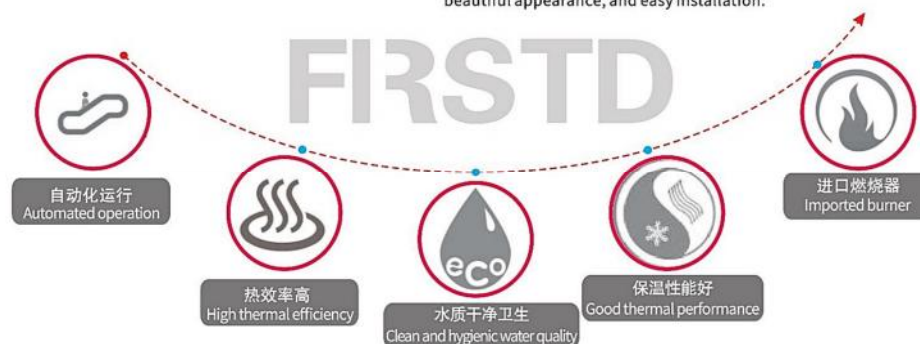 beautiful appearance, and easy installation.
FIRSTD
自动化运行
Automated operation
热效率高
High thermal efficiency
eco
水质干净卫生
Clean and hygienic water quality
保温性能好
Good thermal performance
进口燃烧器
Imported burner